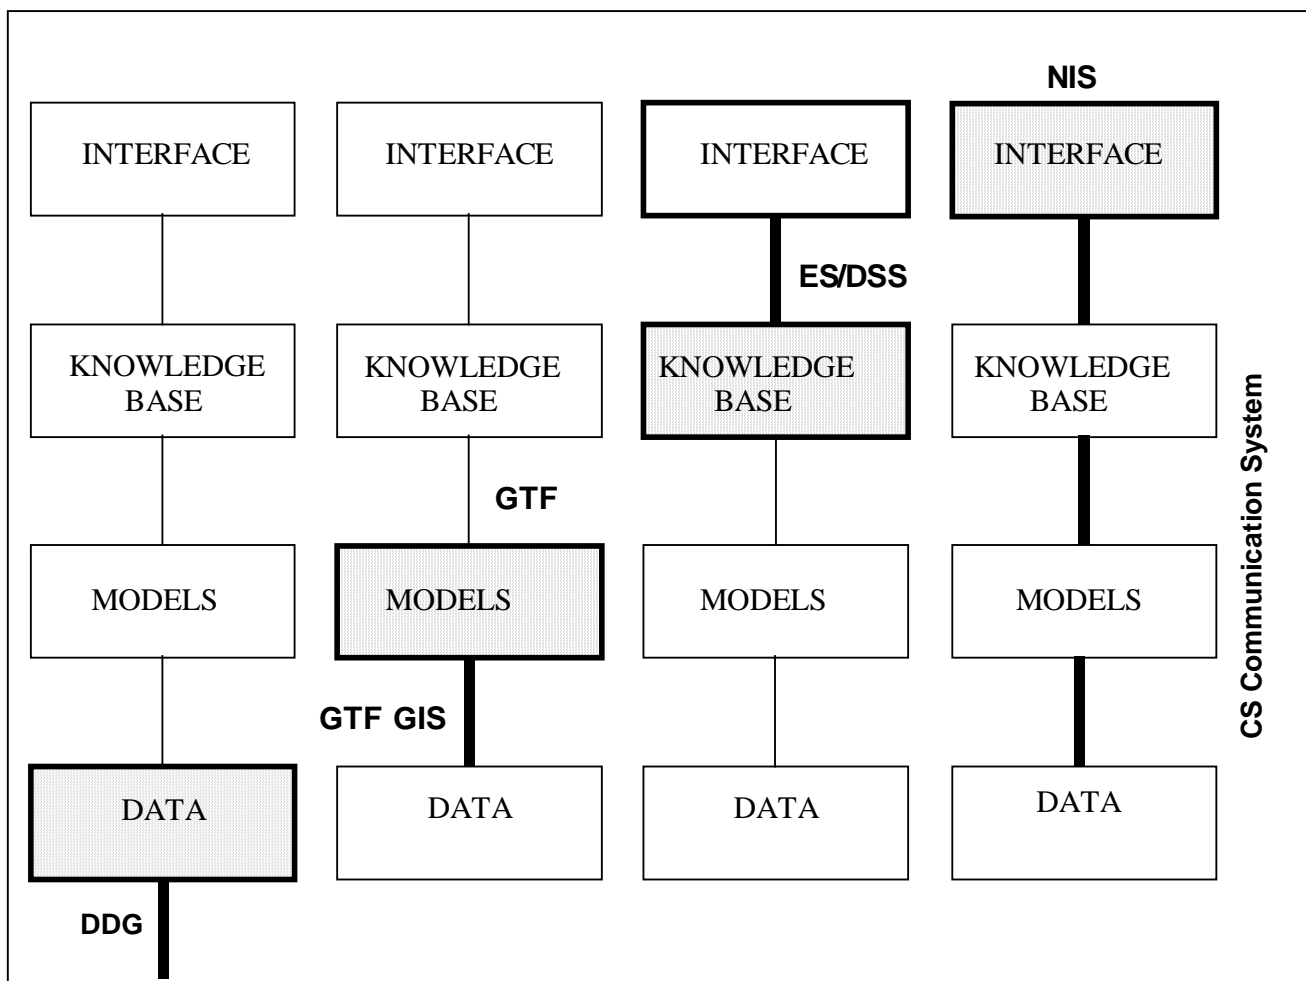 NIS
INTERFACE
INTERFACE
INTERFACE
INTERFACE
ES/DSS
KNOWLEDGE
BASE
KNOWLEDGE
BASE
KNOWLEDGE
BASE
KNOWLEDGE
BASE
GTF
MODELS
MODELS
MODELS
MODELS
GTF GIS
DATA
DATA
DATA
DATA
DDG
CS Communication System